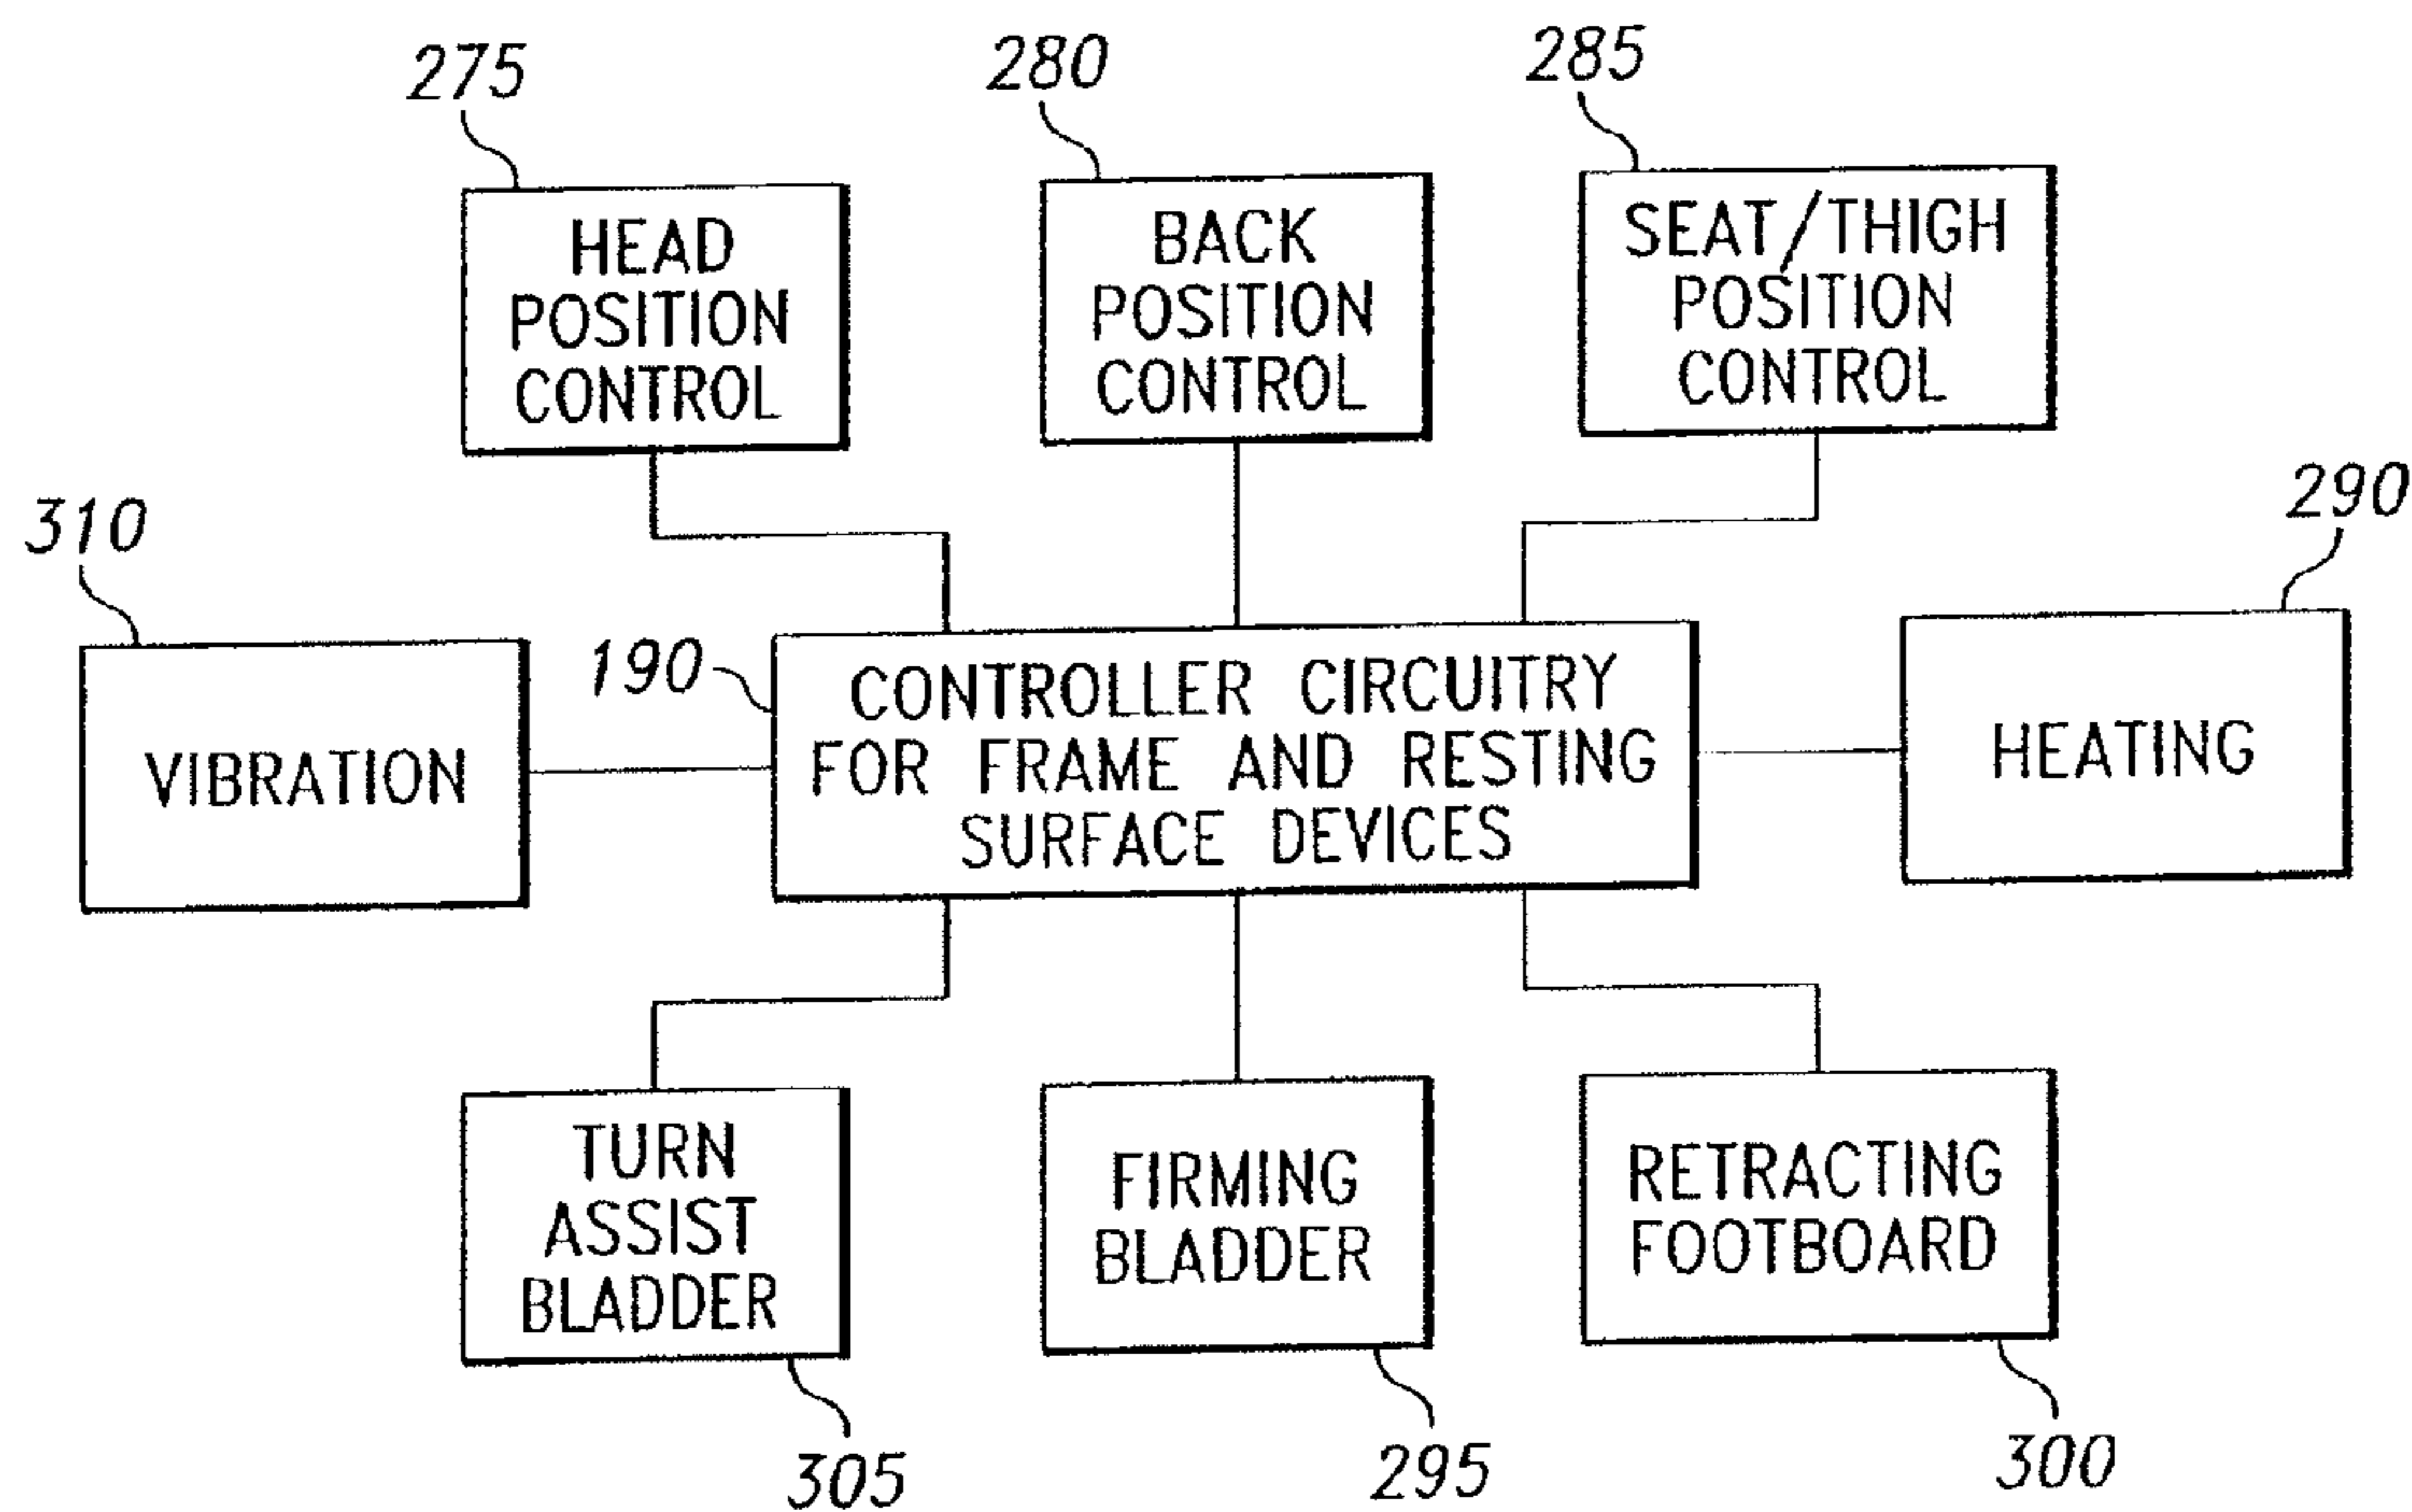 275
280
285
HEAD
POSITION
CONTROL
BACK
POSITION
CONTROL
SEAT/THIGH
POSITION
CONTROL
310
290
190
VIBRATION
CONTROLLER CIRCUITRY
FOR FRAME AND RESTING
SURFACE DEVICES
HEATING
TURN
ASSIST
BLADDER
FIRMING
BLADDER
RETRACTING
FOOTBOARD
305
295
300